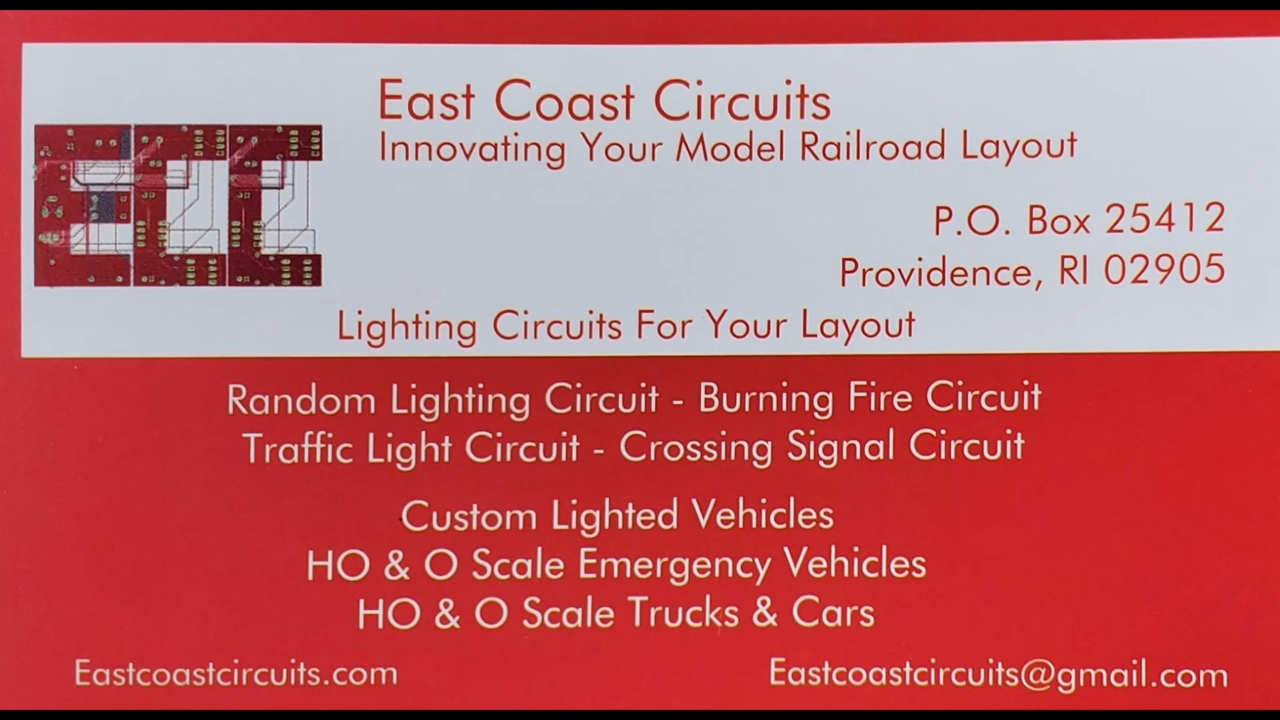 East Coast Circuits
Innovating Your Model Railroad Layout
P.O. Box 25412
Providence, RI 02905
Lighting Circuits For Your Layout
Random Lighting Circuit - Burning Fire Circuit
Traffic Light Circuit - Crossing Signal Circuit
Custom Lighted Vehicles
HO & O Scale Emergency Vehicles
HO & O Scale Trucks & Cars
Eastcoastcircuits.com
Eastcoastcircuits@gmail.com